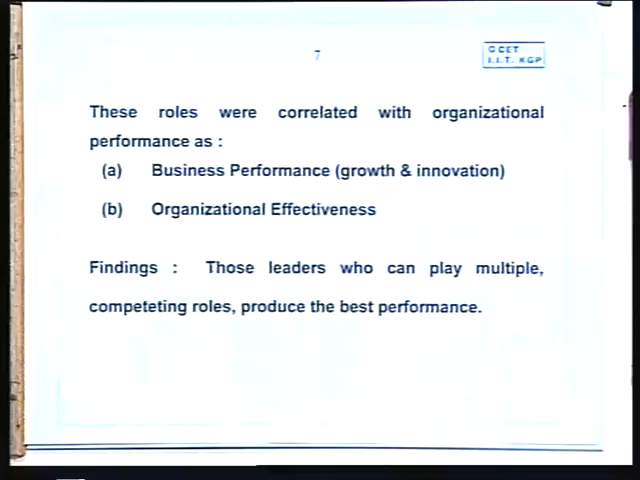 7
© CET
I.I.T. KGP
These roles were correlated with organizational
performance as :
(a) Business Performance (growth & innovation)
(b) Organizational Effectiveness
Findings : Those leaders who can play multiple,
competeting roles, produce the best performance.